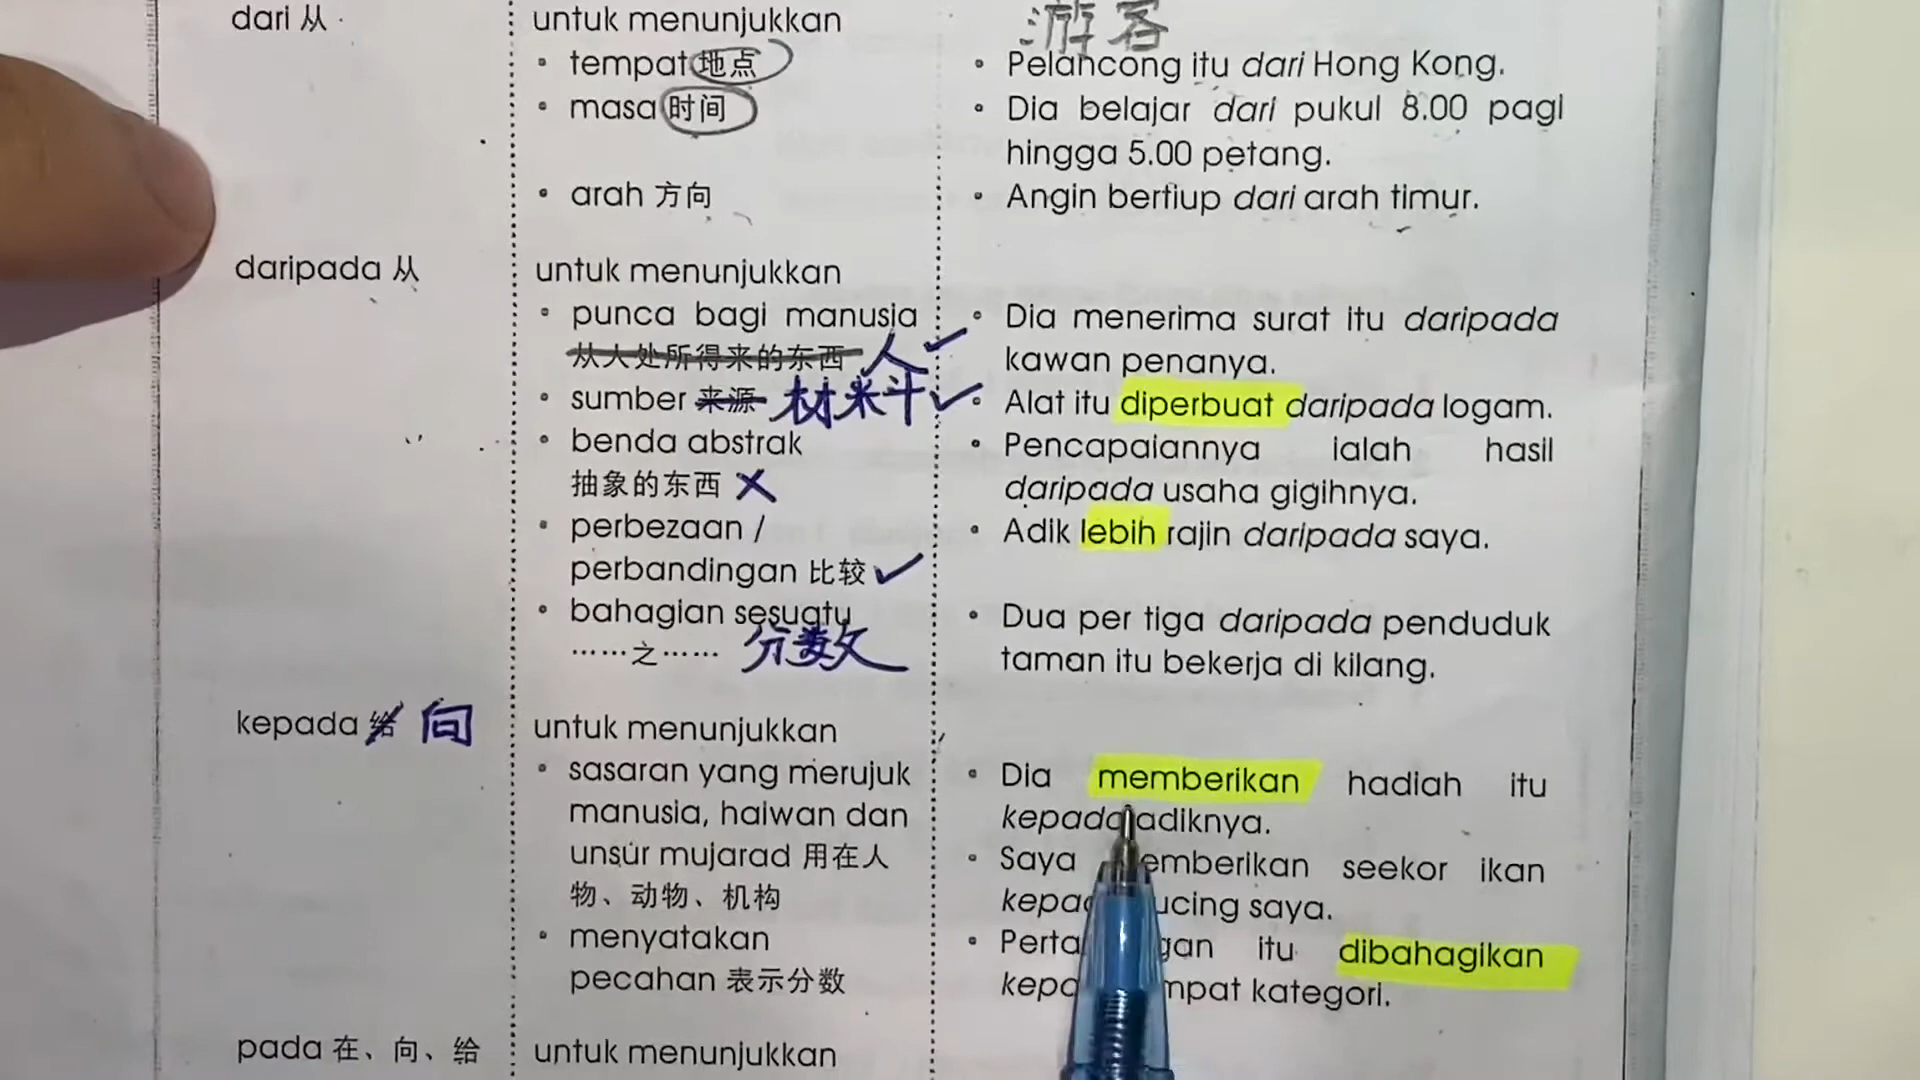 dari 从
untuk menunjukkan
游客
• tempat 地点
• Pelancong itu dari Hong Kong.
• masa 时间
• Dia belajar dari pukul 8.00 pagi
hingga 5.00 petang.
• arah 方向
• Angin bertiup dari arah timur.
daripada 从
untuk menunjukkan
• punca bagi manusia
从人处所得来的东西 人
• Dia menerima surat itu daripada
kawan penanya.
• sumber 来源 材料
• Alat itu diperbuat daripada logam.
• benda abstrak
抽象的东西
• Pencapaiannya ialah hasil
daripada usaha gigihnya.
• perbezaan /
perbandingan 比较
• Adik lebih rajin daripada saya.
• bahagian sesuatu
……之…… 分数
• Dua per tiga daripada penduduk
taman itu bekerja di kilang.
kepada 给 向
untuk menunjukkan
• sasaran yang merujuk
manusia, haiwan dan
unsur mujarad 用在人
物、动物、机构
• Dia memberikan hadiah itu
kepada adiknya.
• Saya emberikan seekor ikan
kepa ucing saya.
• menyatakan
pecahan 表示分数
• Perta gan itu dibahagikan
kepa mpat kategori.
pada 在、向、给
untuk menunjukkan